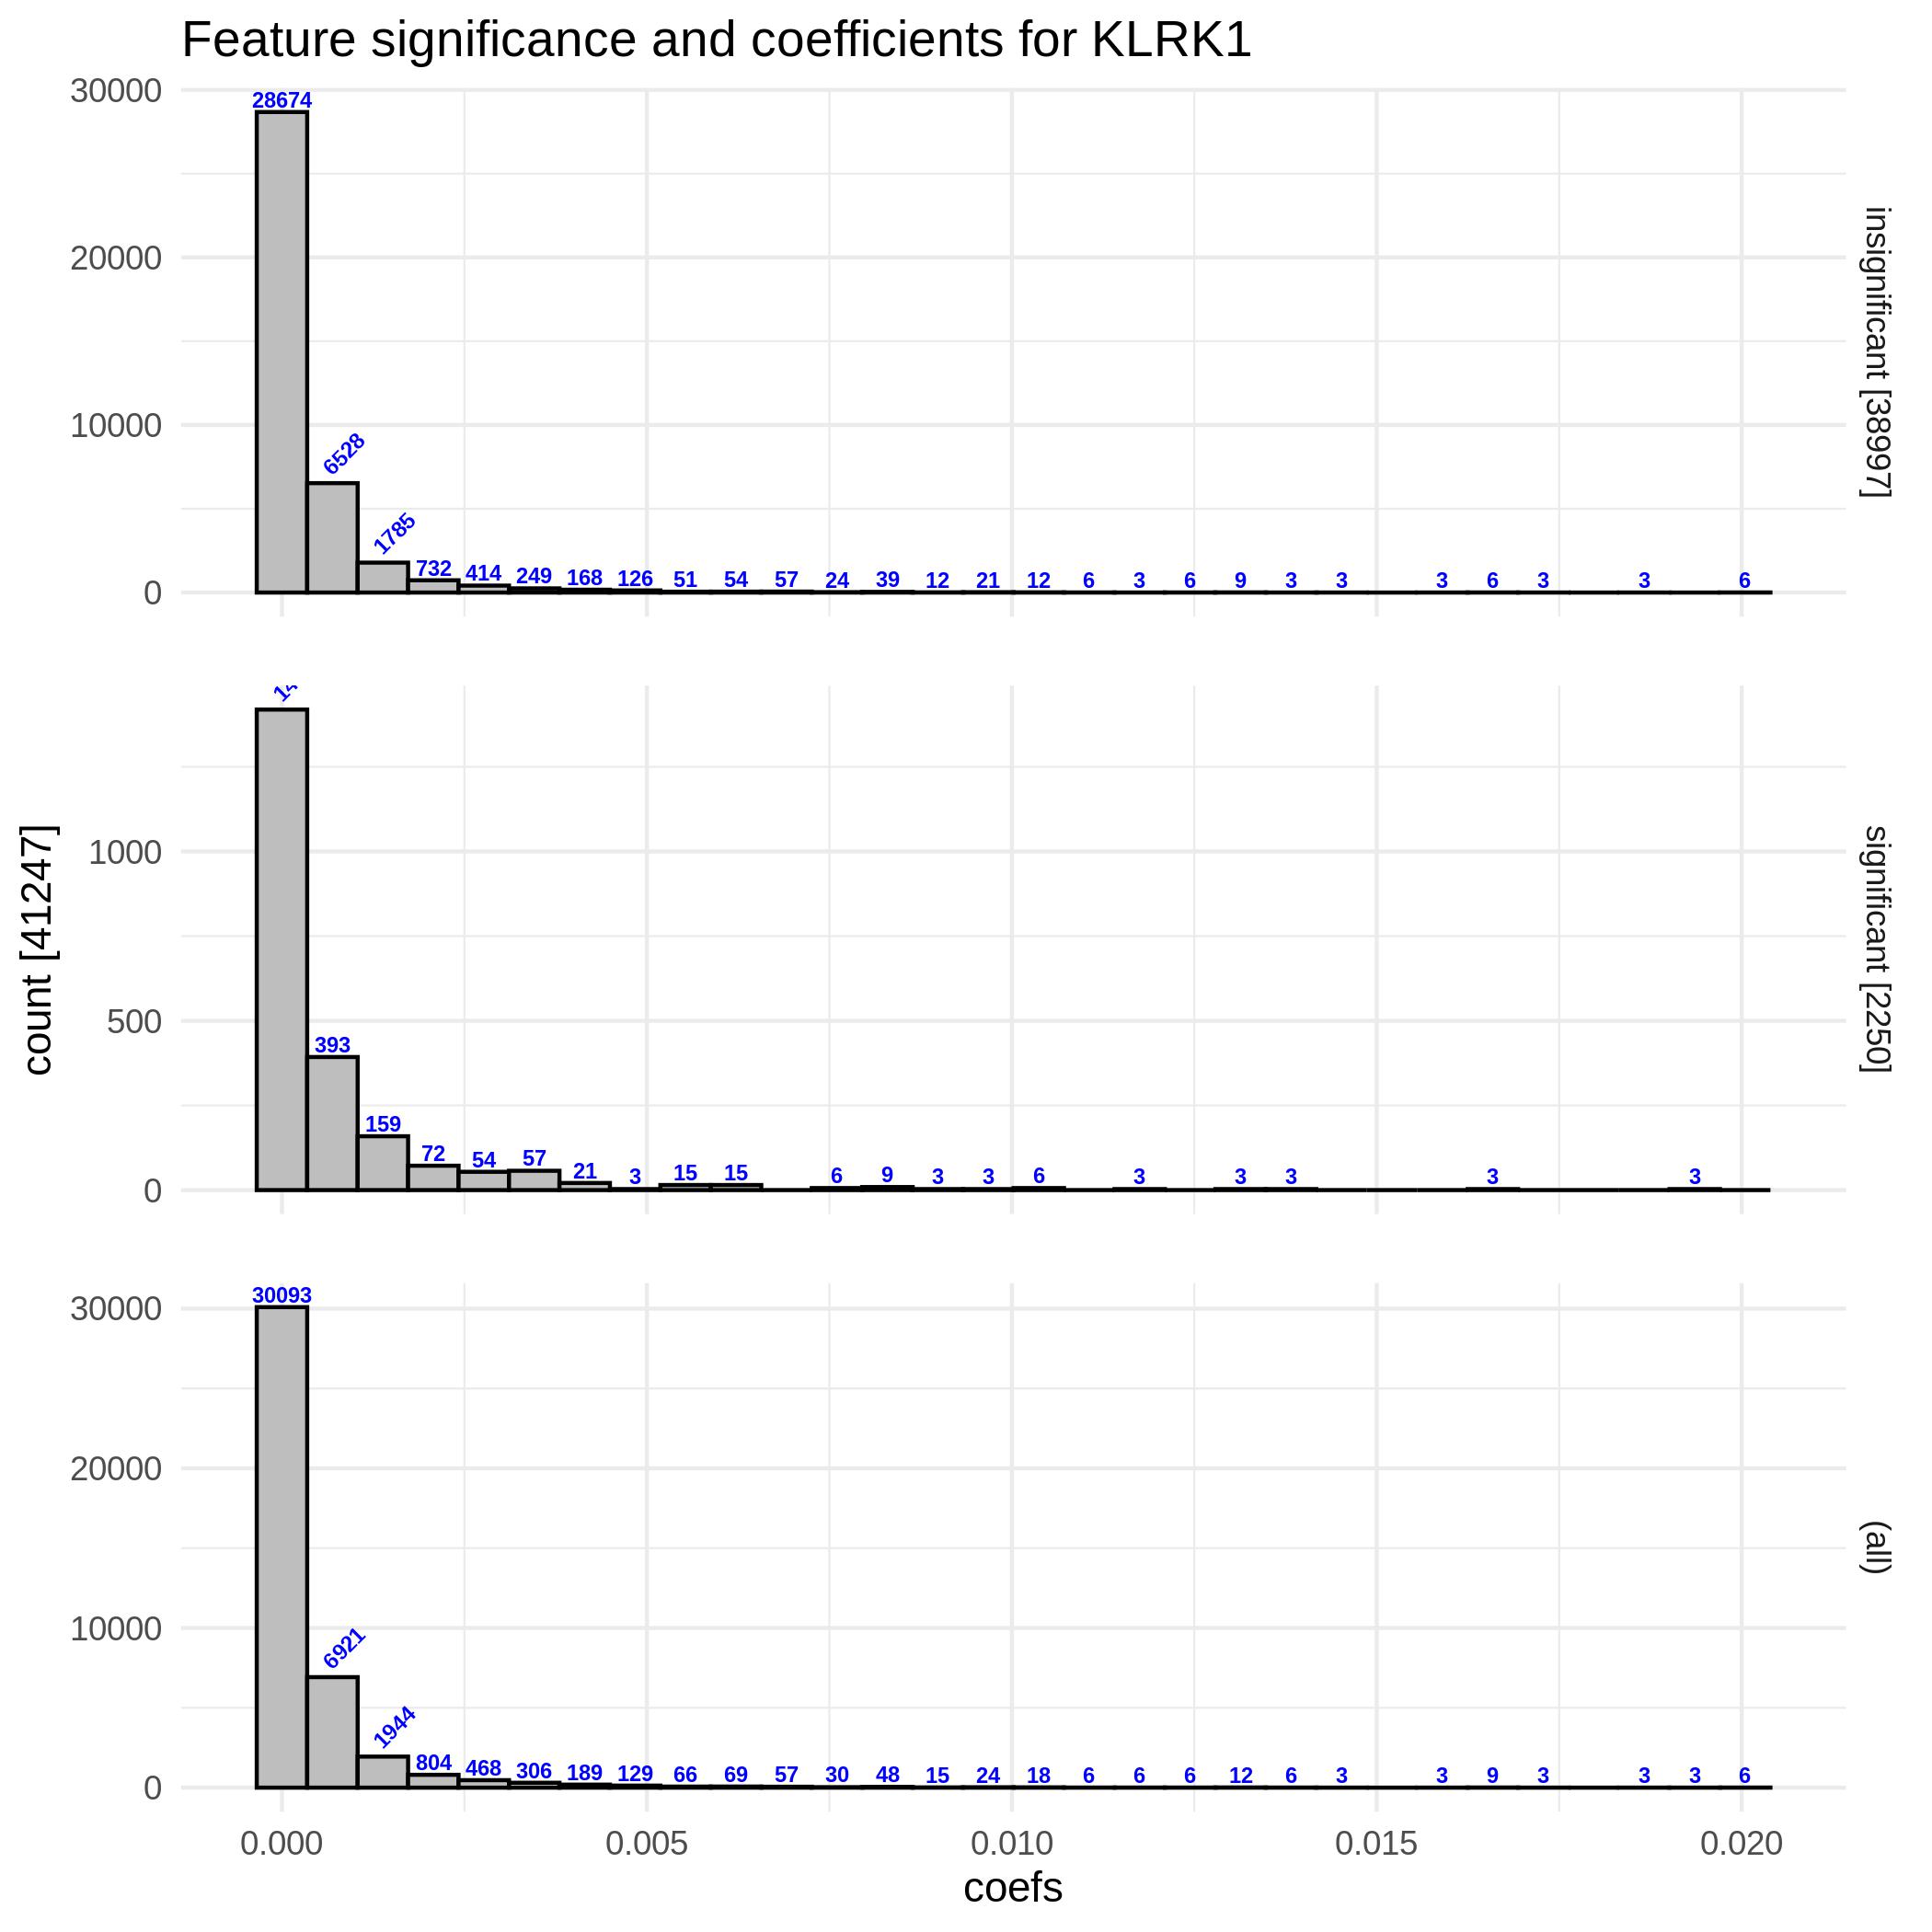 Feature significance and coefficients for KLRK1
count [41247]
30000
20000
10000
0
28674
6528
1785
732 414 249 168 126 51 54 57 24 39 12 21 12 6 3 6 9 3 3 3 6 3 3 6
insignificant [38997]
1000
500
0
393
159
72 54 57 21 3 15 15 6 9 3 3 6 3 3 3 3 3
significant [2250]
30000
20000
10000
0
30093
6921
1944
804 468 306 189 129 66 69 57 30 48 15 24 18 6 6 6 12 6 3 3 9 3 3 3 6
(all)
0.000 0.005 0.010 0.015 0.020
coefs